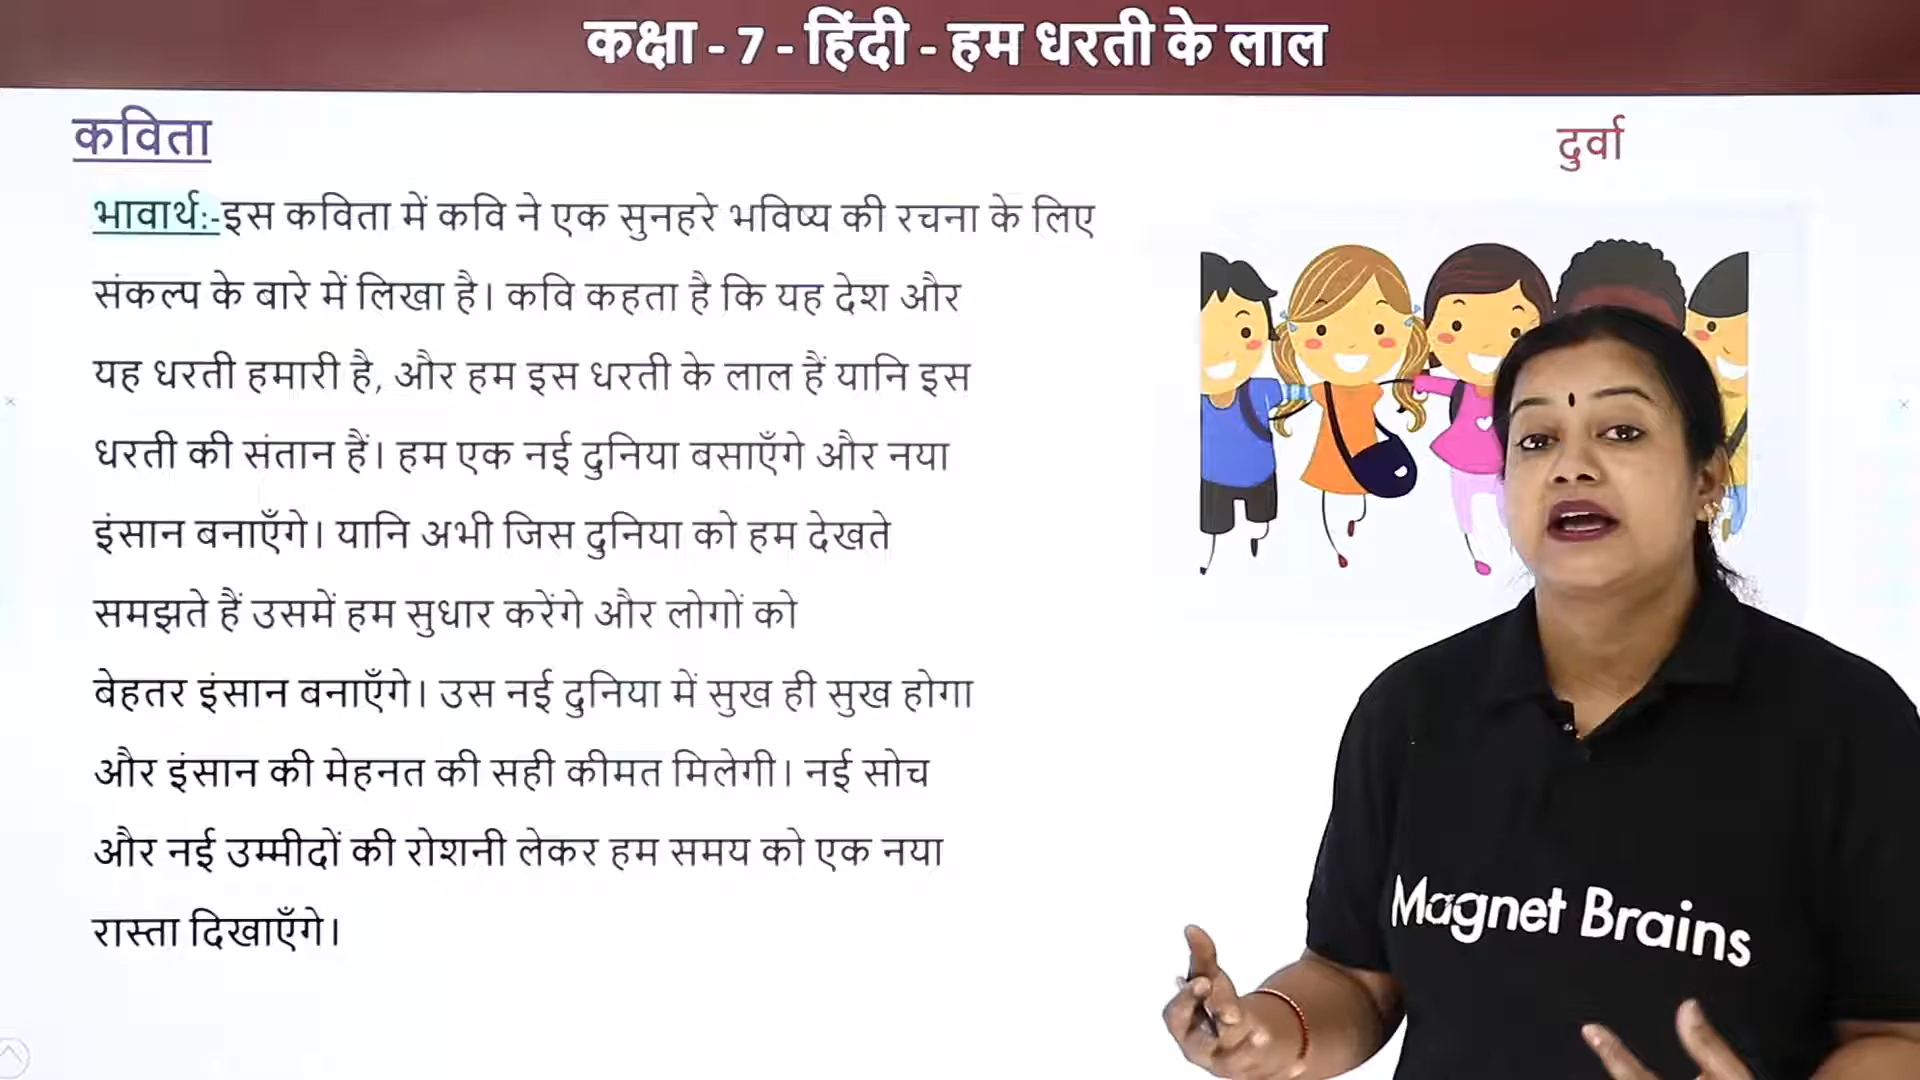 कक्षा - 7 - हिंदी - हम धरती के लाल
कविता
दुर्वा
भावार्थ:-इस कविता में कवि ने एक सुनहरे भविष्य की रचना के लिए
संकल्प के बारे में लिखा है। कवि कहता है कि यह देश और
यह धरती हमारी है, और हम इस धरती के लाल हैं यानि इस
धरती की संतान हैं। हम एक नई दुनिया बसाएँगे और नया
इंसान बनाएँगे। यानि अभी जिस दुनिया को हम देखते
समझते हैं उसमें हम सुधार करेंगे और लोगों को
बेहतर इंसान बनाएँगे। उस नई दुनिया में सुख ही सुख होगा
और इंसान की मेहनत की सही कीमत मिलेगी। नई सोच
और नई उम्मीदों की रोशनी लेकर हम समय को एक नया
रास्ता दिखाएँगे।
Magnet Brains